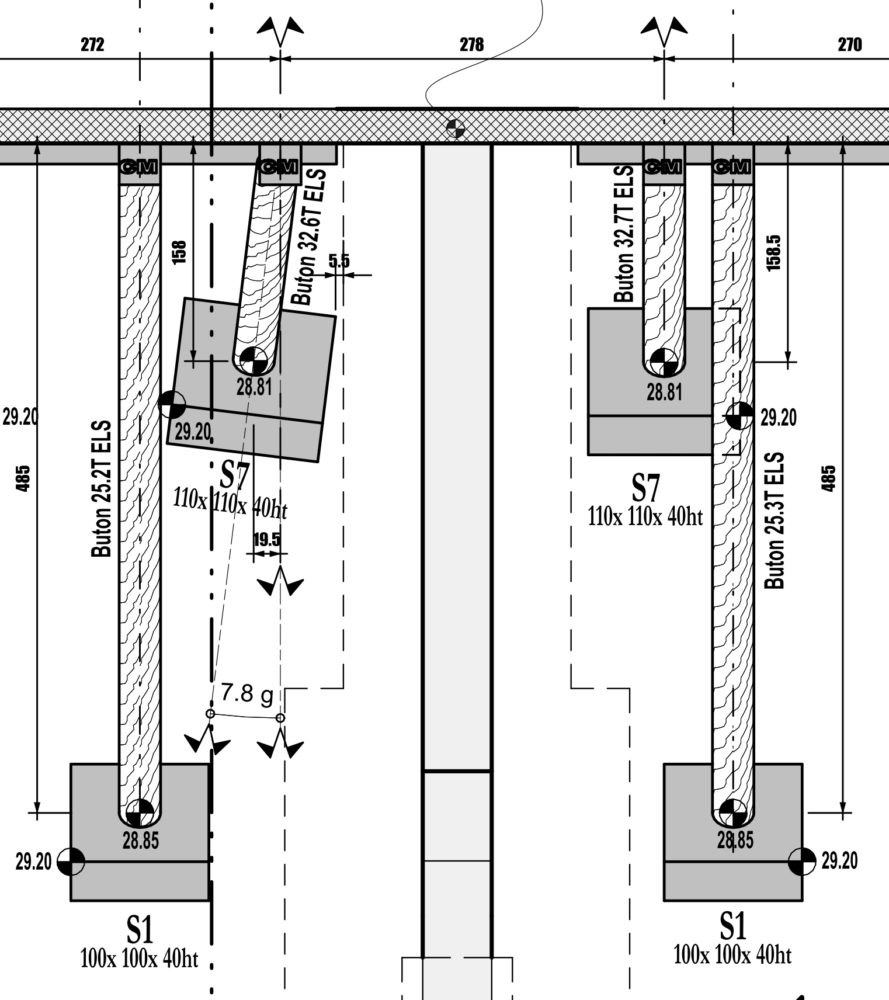 272
278
270
CM
CM
CM
CM
Buton 32.6T ELS
Buton 32.7T ELS
158
5.5
158.5
28.81
28.81
29.20
29.20
29.20
485
Buton 25.2T ELS
S7
110x 110x 40ht
S7
110x 110x 40ht
Buton 25.3T ELS
485
19.5
7.8 g
28.85
29.20
28.85
29.20
S1
100x 100x 40ht
S1
100x 100x 40ht